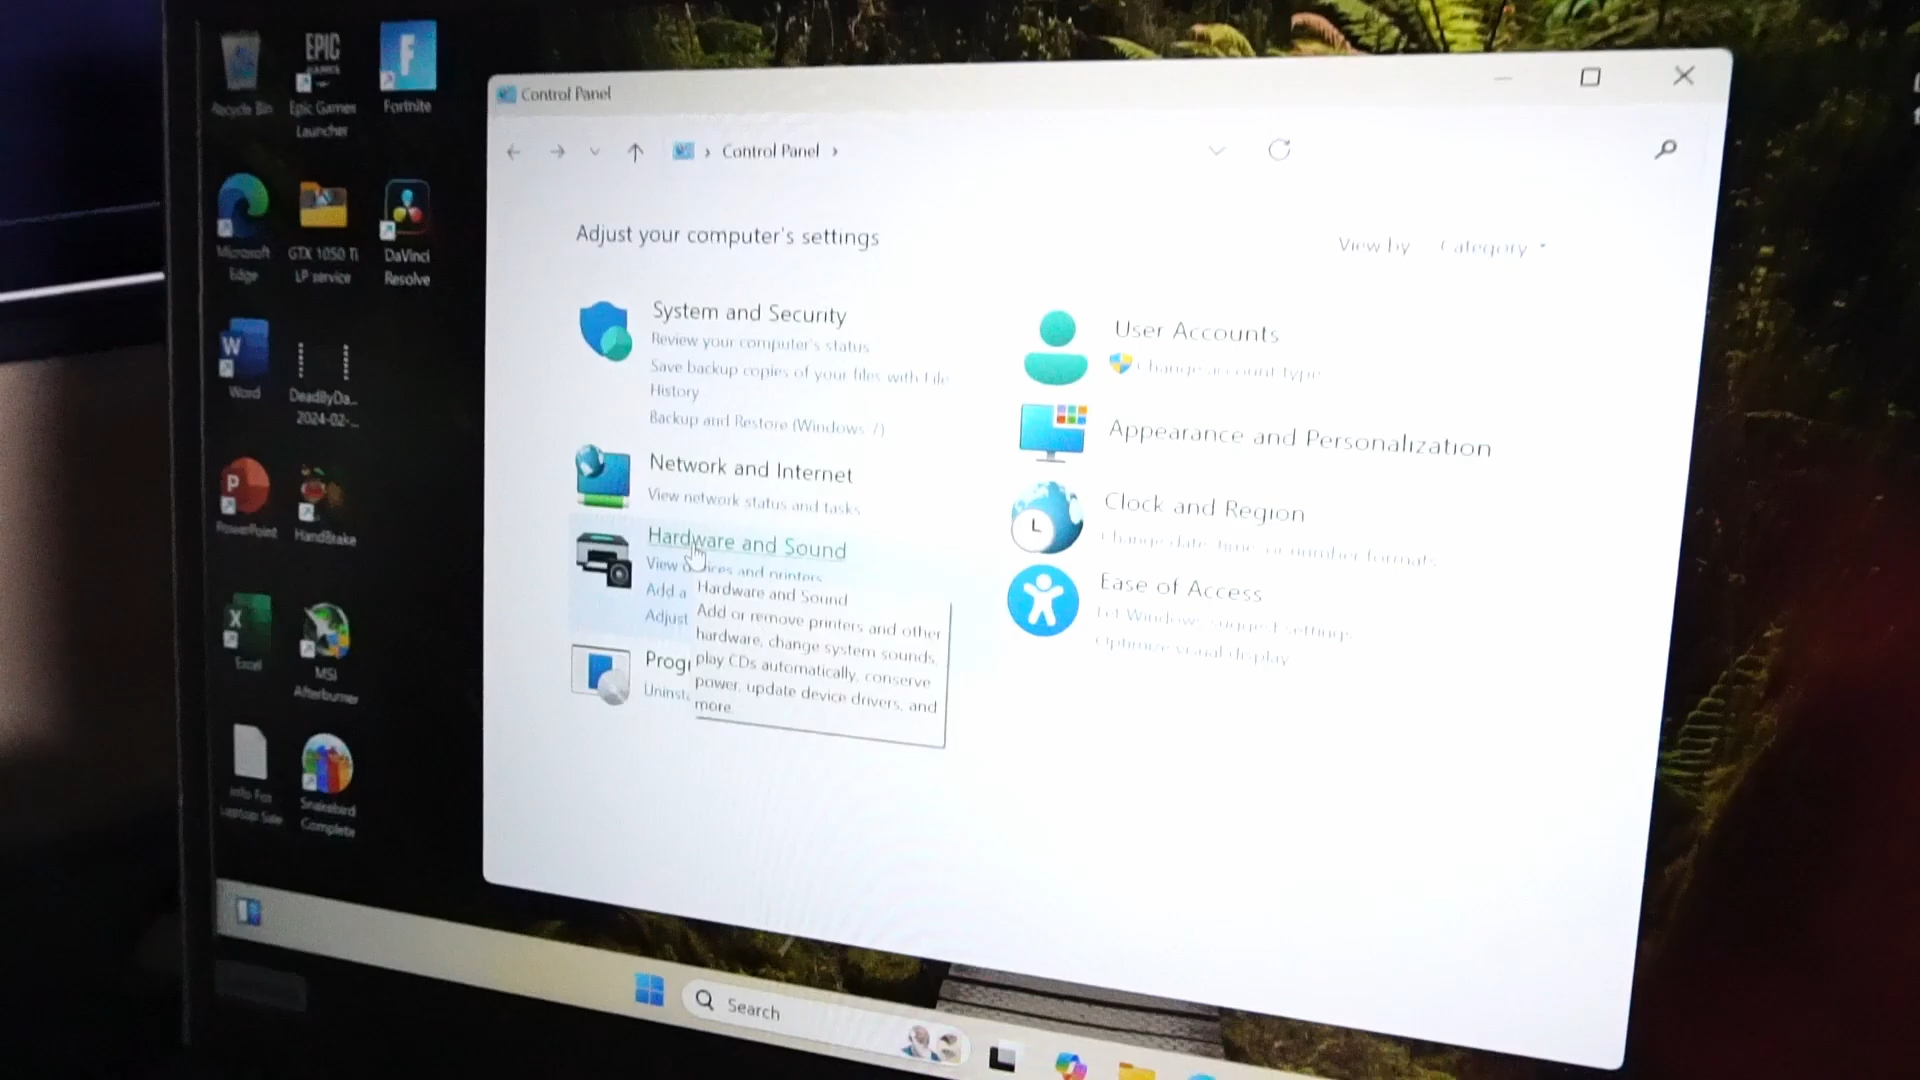 Recycle Bin
EPIC
GAMES
Epic Games
Launcher
F
Fortnite
Microsoft
Edge
GTX 1050 Ti
LP service
DaVinci
Resolve
W
Word
DeadByDa...
2024-02-...
P
PowerPoint
HandBrake
X
Excel
MSI
Afterburner
Info For
Laptop Sale
Snakebird
Complete
Control Panel
Control Panel
Adjust your computer's settings
View by
Category
System and Security
Review your computer's status
Save backup copies of your files with File
History
Backup and Restore (Windows 7)
Network and Internet
View network status and tasks
Hardware and Sound
View devices and printers
Add a
Adjust
Hardware and Sound
Add or remove printers and other
hardware, change system sounds,
play CDs automatically, conserve
power, update device drivers, and
more.
Progr
Uninst
User Accounts
Change account type
Appearance and Personalization
Clock and Region
Change date, time, or number formats
Ease of Access
Let Windows suggest settings
Optimize visual display
Search